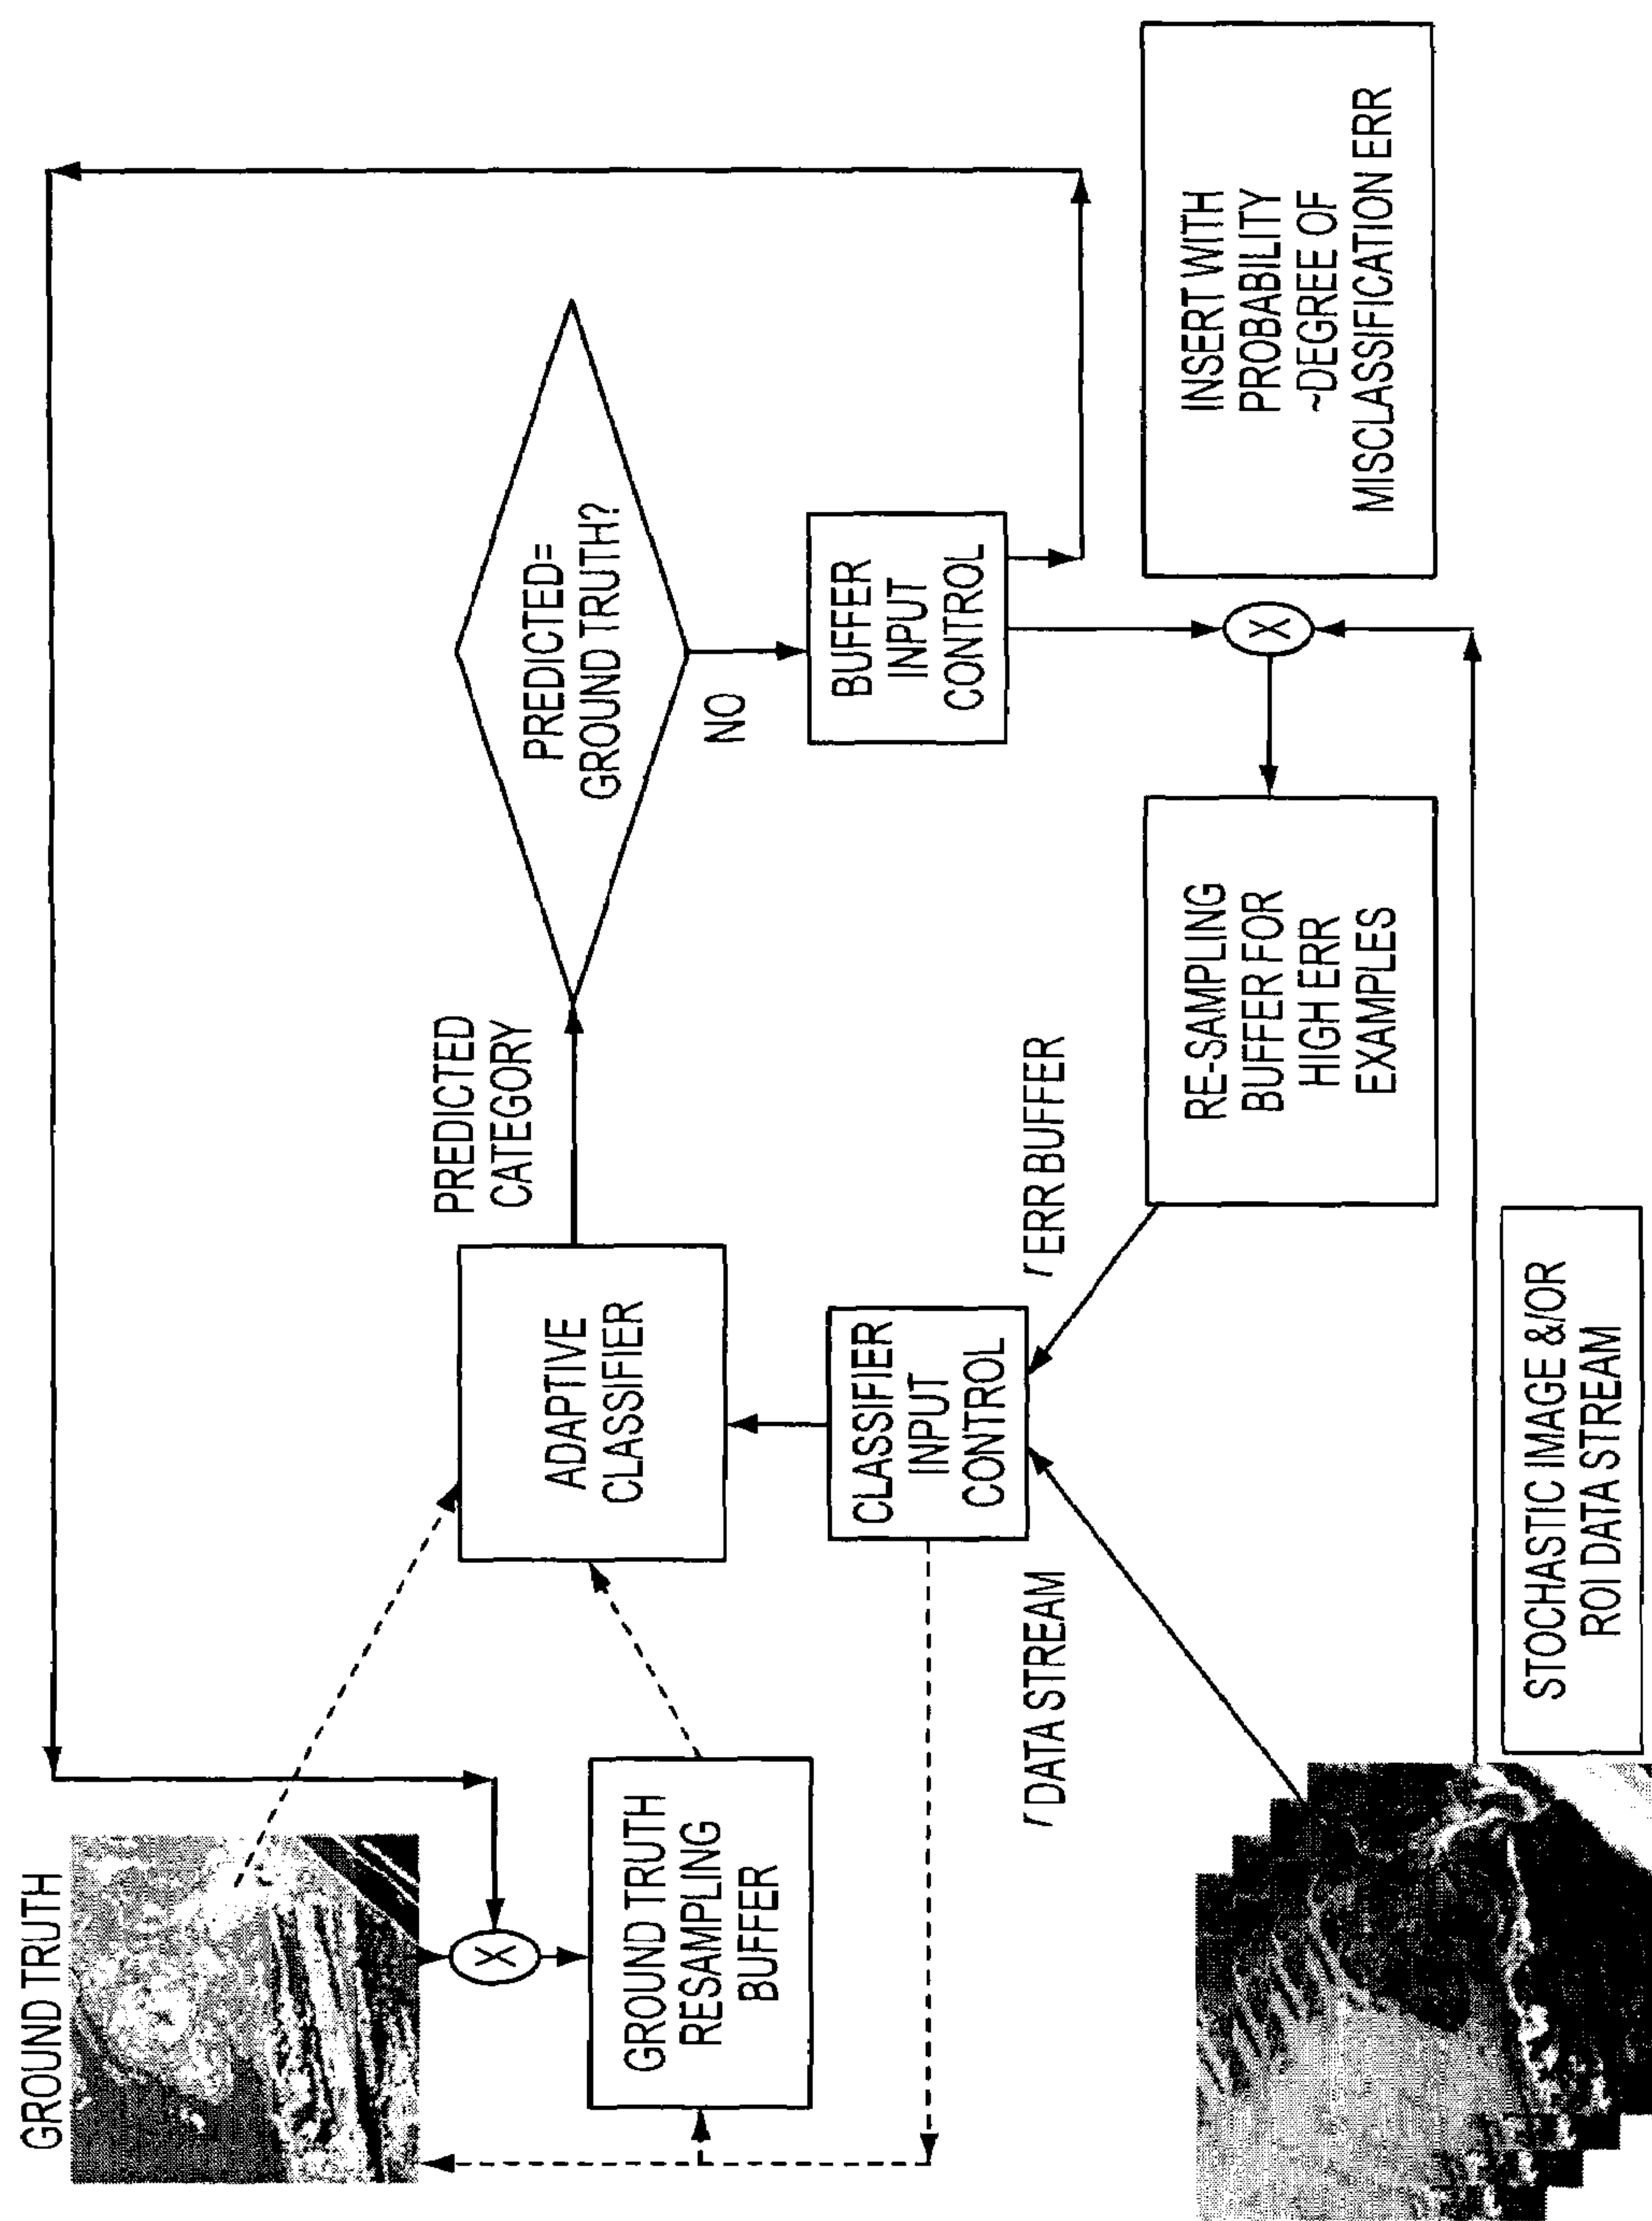 GROUND TRUTH
GROUND TRUTH
RESAMPLING
BUFFER
X
ADAPTIVE
CLASSIFIER
PREDICTED
CATEGORY
PREDICTED=
GROUND TRUTH?
NO
BUFFER
INPUT
CONTROL
CLASSIFIER
INPUT
CONTROL
r DATA STREAM
r ERR BUFFER
RE-SAMPLING
BUFFER FOR
HIGH ERR
EXAMPLES
X
INSERT WITH
PROBABILITY
~DEGREE OF
MISCLASSIFICATION ERR
STOCHASTIC IMAGE &/OR
ROI DATA STREAM